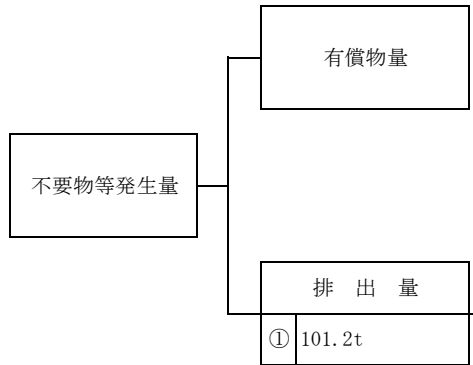 有償物量
不要物等発生量
排　出　量
① 101.2t